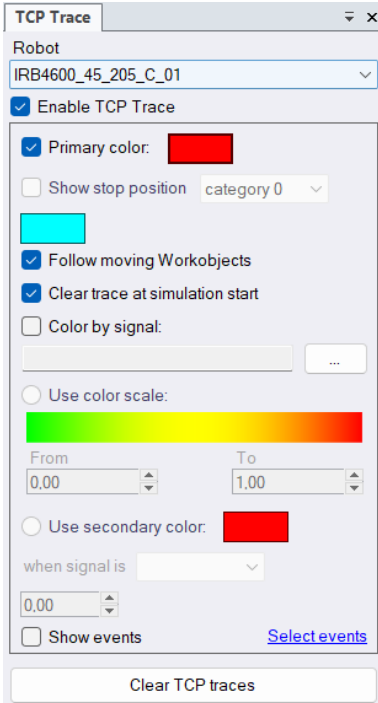 TCP Trace
Robot
IRB4600_45_205_C_01
Enable TCP Trace
Primary color:
Show stop position category 0
Follow moving Workobjects
Clear trace at simulation start
Color by signal:
...
Use color scale:
From To
0,00 1,00
Use secondary color:
when signal is
0,00
Show events Select events
Clear TCP traces